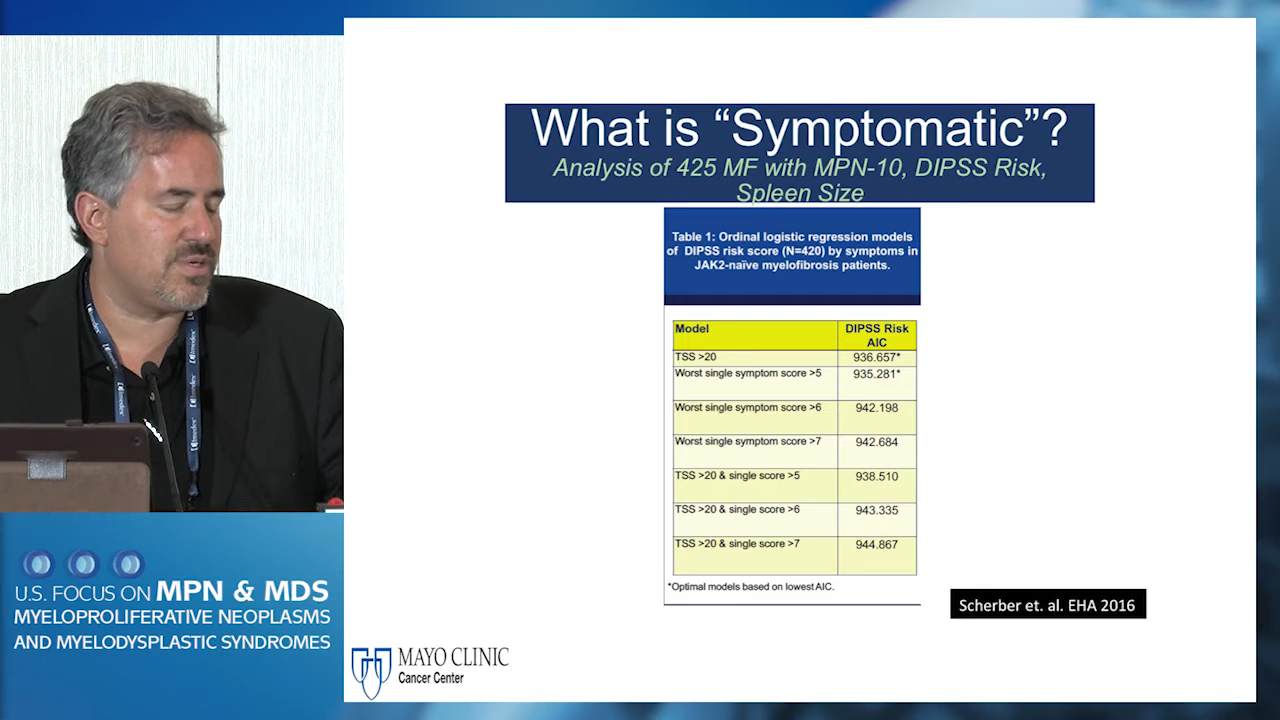 What is “Symptomatic”?
Analysis of 425 MF with MPN-10, DIPSS Risk,
Spleen Size
Table 1: Ordinal logistic regression models
of DIPSS risk score (N=420) by symptoms in
JAK2-naïve myelofibrosis patients.
Model DIPSS Risk
AIC
TSS >20 936.657*
Worst single symptom score >5 935.281*
Worst single symptom score >6 942.198
Worst single symptom score >7 942.684
TSS >20 & single score >5 938.510
TSS >20 & single score >6 943.335
TSS >20 & single score >7 944.867
*Optimal models based on lowest AIC.
Scherber et. al. EHA 2016
MAYO CLINIC
Cancer Center
U.S. FOCUS ON MPN & MDS
MYELOPROLIFERATIVE NEOPLASMS
AND MYELODYSPLASTIC SYNDROMES